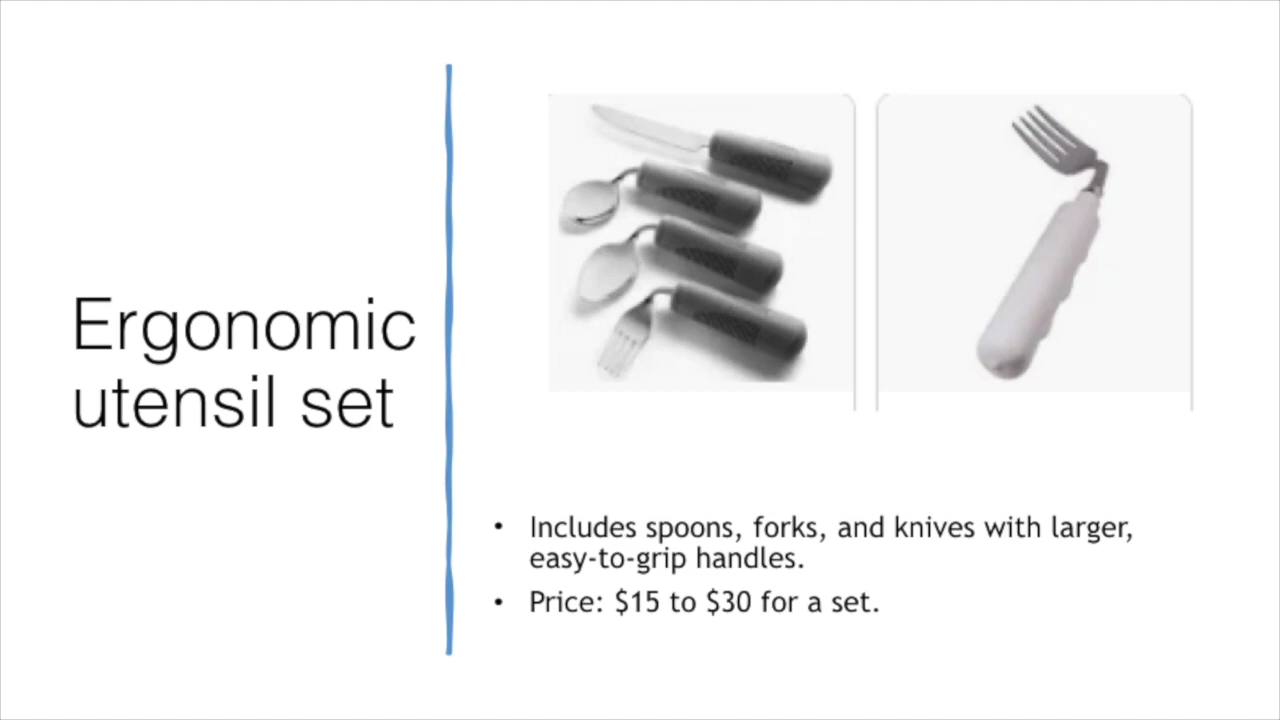 Ergonomic
utensil set
• Includes spoons, forks, and knives with larger,
easy-to-grip handles.
• Price: $15 to $30 for a set.